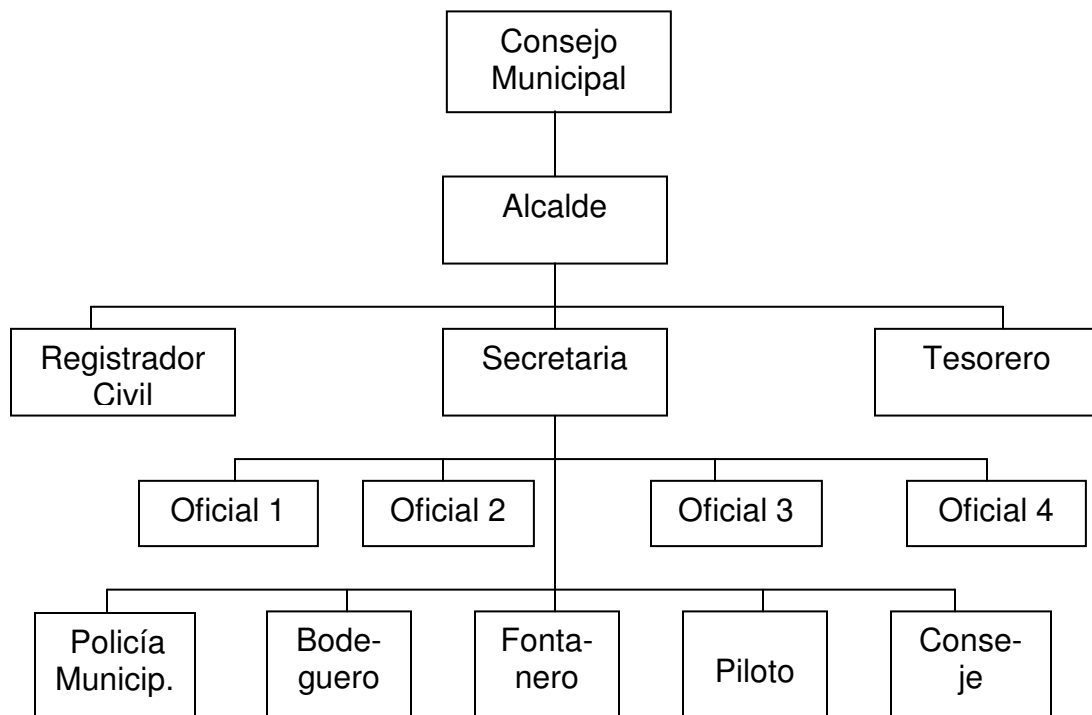 Consejo
Municipal
Alcalde
Registrador
Civil
Secretaria
Tesorero
Oficial 1
Oficial 2
Oficial 3
Oficial 4
Policía
Municip.
Bode-
guero
Fonta-
nero
Piloto
Conse-
je